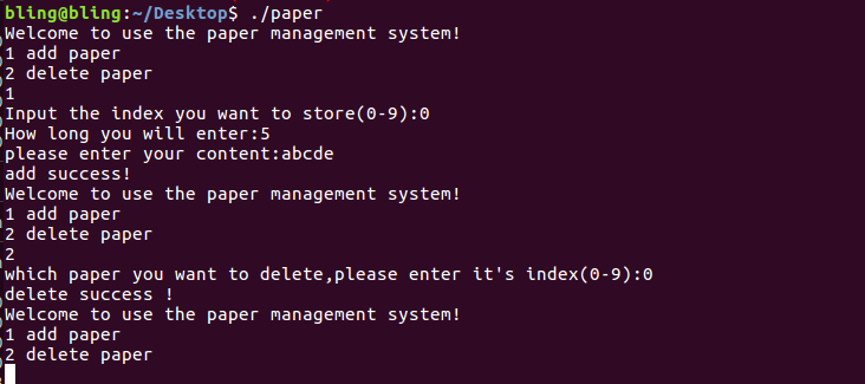 bling@bling:~/Desktop$ ./paper
Welcome to use the paper management system!
1 add paper
2 delete paper
1
Input the index you want to store(0-9):0
How long you will enter:5
please enter your content:abcde
add success!
Welcome to use the paper management system!
1 add paper
2 delete paper
2
which paper you want to delete,please enter it's index(0-9):0
delete success !
Welcome to use the paper management system!
1 add paper
2 delete paper